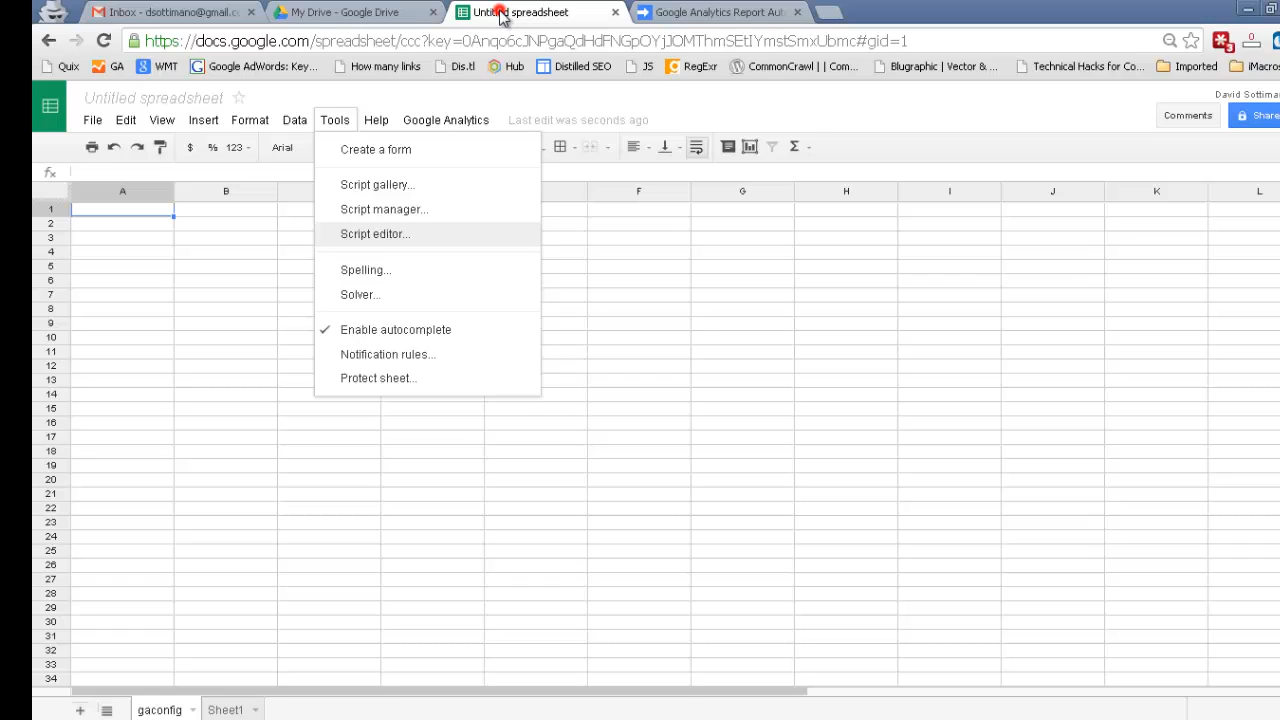 Inbox - dsottimano@gmail.c
My Drive - Google Drive
Untitled spreadsheet
Google Analytics Report Aut
https://docs.google.com/spreadsheet/ccc?key=0Anqo6cJNPgaQdHdFNGpOYjJOMThmSEtIYmstSmxUbmc#gid=1
3
Quix
GA
WMT
Google AdWords: Key...
How many links
Dis.tl
Hub
Distilled SEO
JS
RegExr
CommonCrawl | | Con...
Blugraphic | Vector & ...
Technical Hacks for Co...
Imported
iMacros
Untitled spreadsheet
David Sottima
Comments
Share
File Edit View Insert Format Data Tools Help Google Analytics Last edit was seconds ago
$ % 123 Arial
Σ
fx
A B F G H I J K L
Create a form
Script gallery...
Script manager...
Script editor...
Spelling...
Solver...
Enable autocomplete
Notification rules...
Protect sheet...
1
2
3
4
5
6
7
8
9
10
11
12
13
14
15
16
17
18
19
20
21
22
23
24
25
26
27
28
29
30
31
32
33
34
gaconfig Sheet1